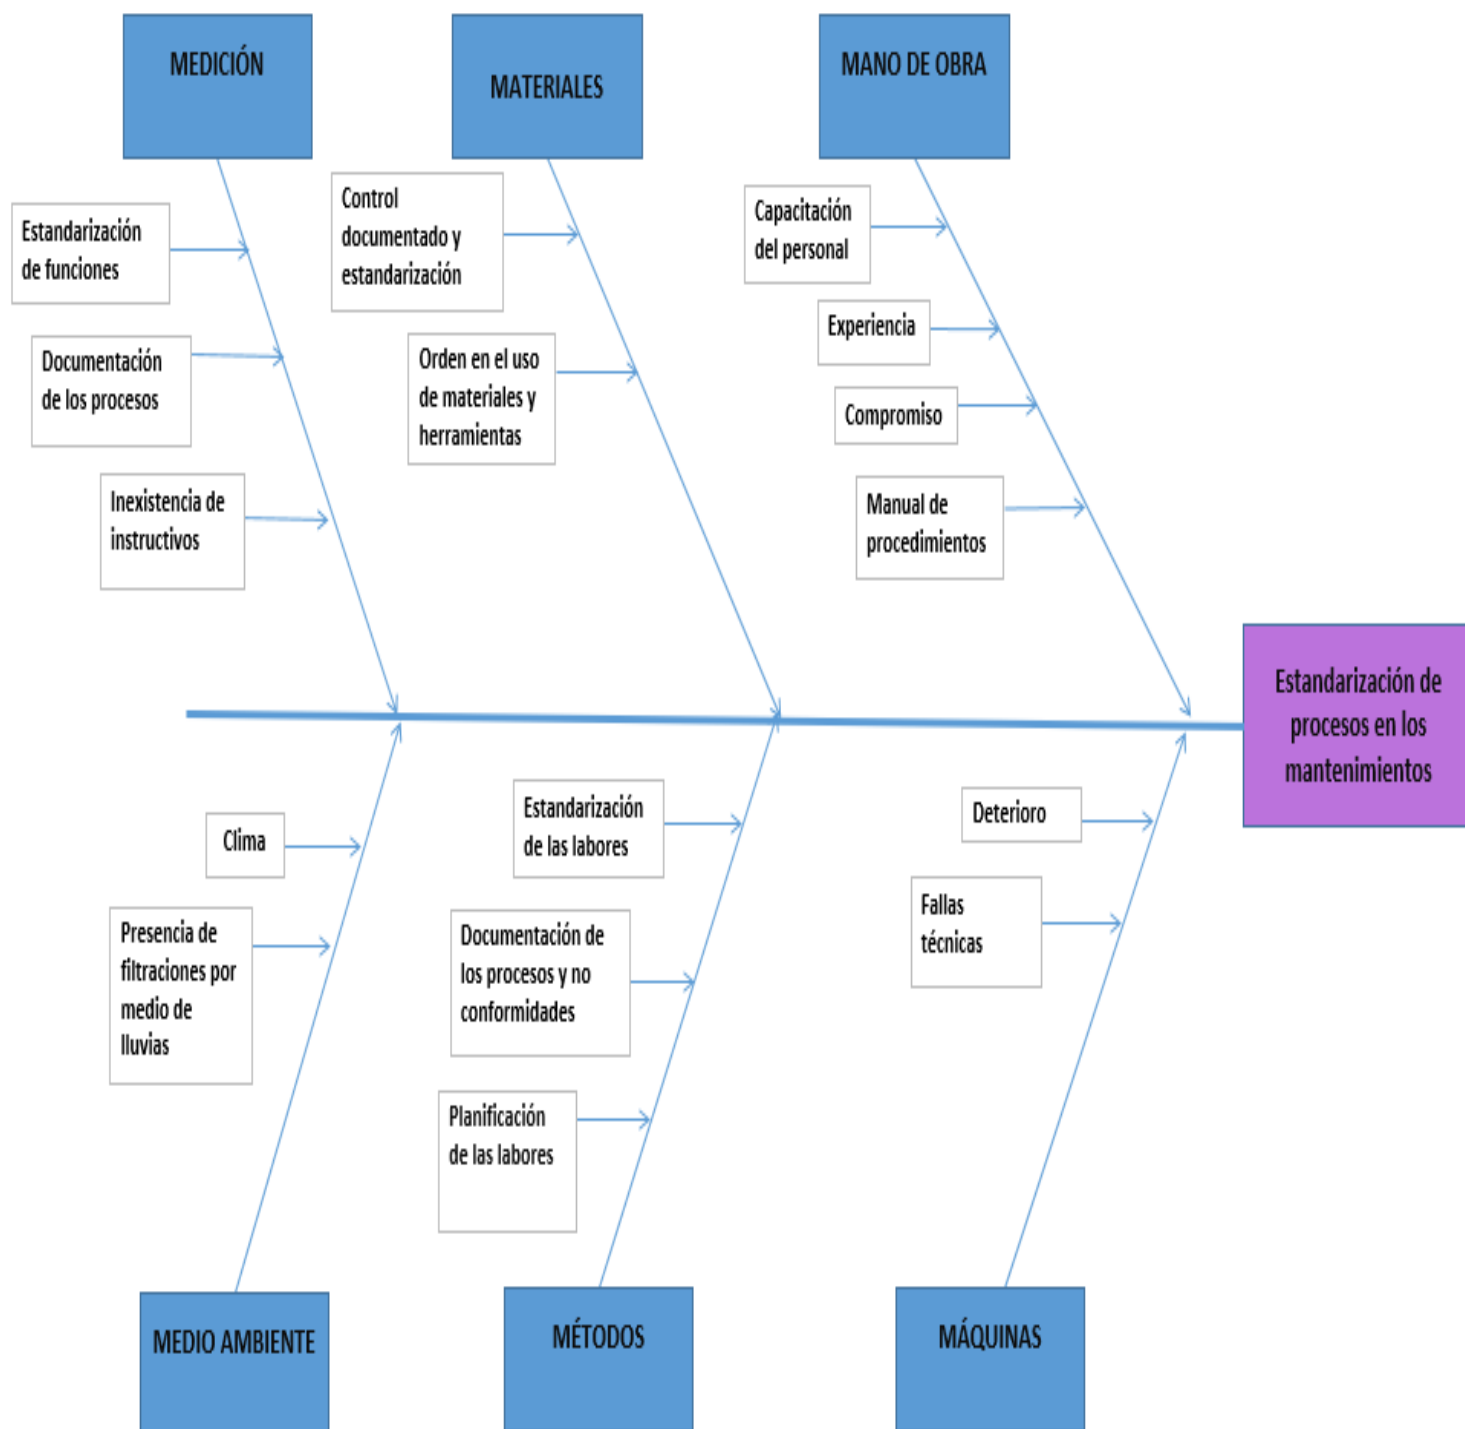 MEDICIÓN
MATERIALES
MANO DE OBRA
Estandarización
de funciones
Documentación
de los procesos
Inexistencia de
instructivos
Control
documentado y
estandarización
Orden en el uso
de materiales y
herramientas
Capacitación
del personal
Experiencia
Compromiso
Manual de
procedimientos
Estandarización de
procesos en los
mantenimientos
Clima
Presencia de
filtraciones por
medio de
lluvias
Estandarización
de las labores
Documentación de
los procesos y no
conformidades
Planificación
de las labores
Deterioro
Fallas
técnicas
MEDIO AMBIENTE
MÉTODOS
MÁQUINAS